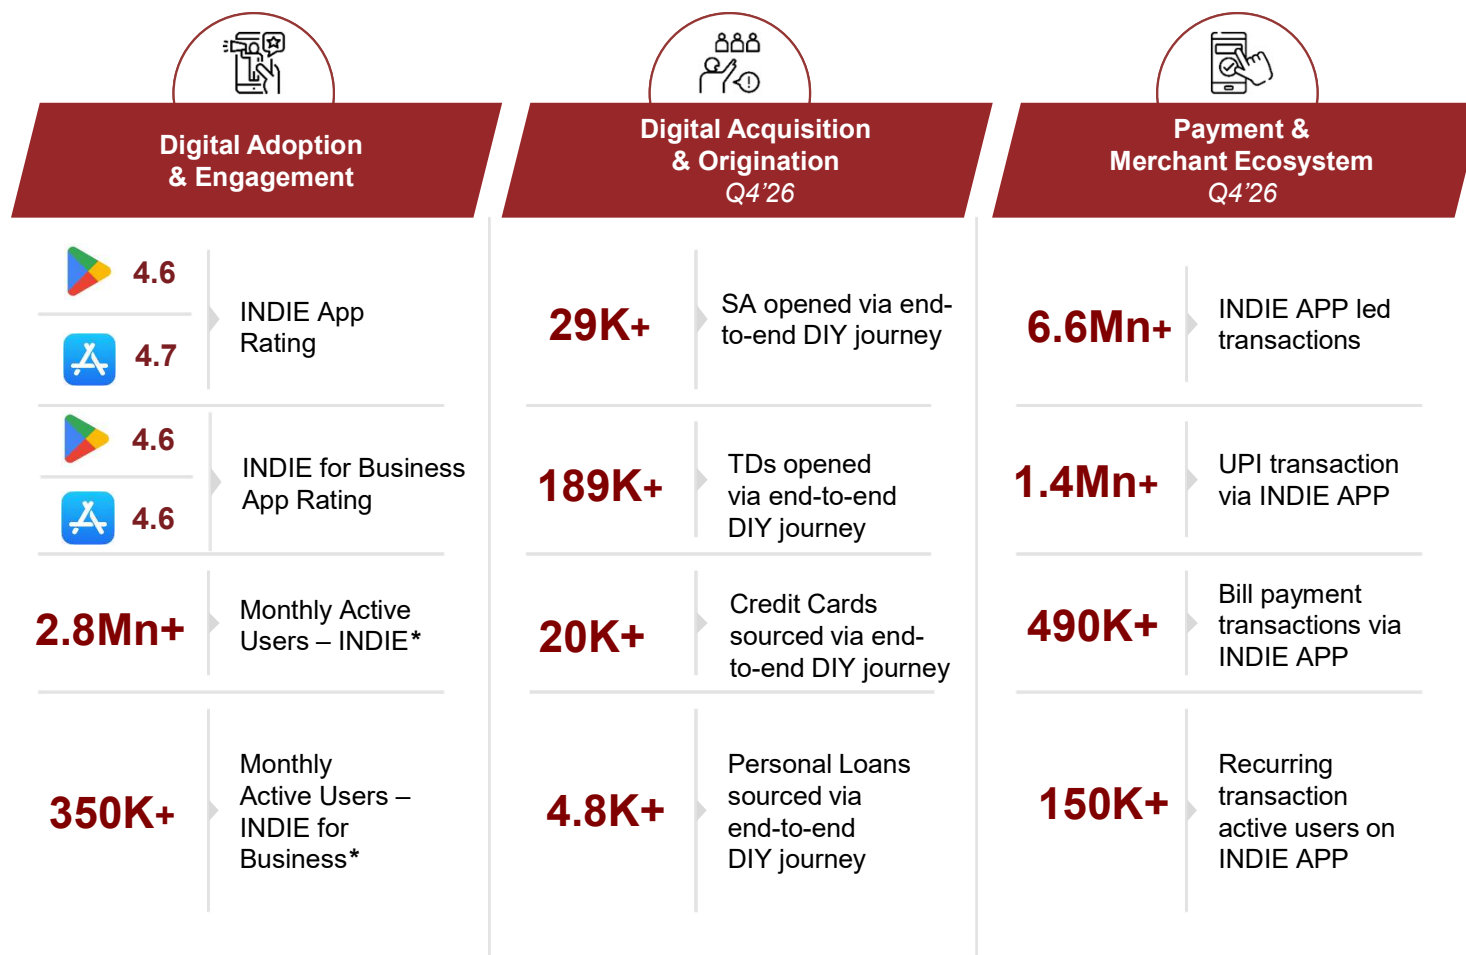 Digital Adoption
& Engagement
4.6
4.7
INDIE App
Rating
4.6
4.6
INDIE for Business
App Rating
2.8Mn+
Monthly Active
Users – INDIE*
350K+
Monthly
Active Users –
INDIE for
Business*
Digital Acquisition
& Origination
Q4’26
29K+
SA opened via end-
to-end DIY journey
189K+
TDs opened
via end-to-end
DIY journey
20K+
Credit Cards
sourced via end-
to-end DIY journey
4.8K+
Personal Loans
sourced via
end-to-end
DIY journey
Payment &
Merchant Ecosystem
Q4’26
6.6Mn+
INDIE APP led
transactions
1.4Mn+
UPI transaction
via INDIE APP
490K+
Bill payment
transactions via
INDIE APP
150K+
Recurring
transaction
active users on
INDIE APP